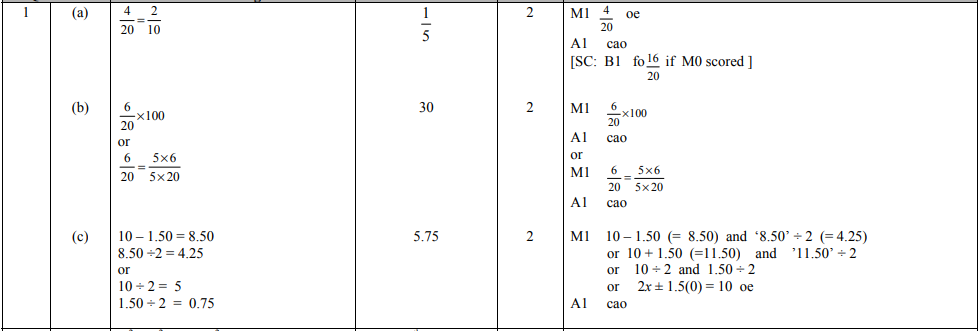 1 (a) 4/20 = 2/10 1/5 2 M1 4/20 oe
A1 cao
[SC: B1 fo 16/20 if M0 scored ]
(b) 6/20 ×100 30 2 M1 6/20 ×100
A1 cao
or or
6/20 = 5×6/5×20 M1 6/20 = 5×6/5×20
A1 cao
(c) 10 – 1.50 = 8.50 5.75 2 M1 10 – 1.50 (= 8.50) and ‘8.50’ ÷ 2 (= 4.25)
8.50 ÷2 = 4.25 or 10 + 1.50 (=11.50) and ’11.50’ ÷ 2
or or 10 ÷ 2 and 1.50 ÷ 2
10 ÷ 2 = 5 or 2x ± 1.5(0) = 10 oe
1.50 ÷ 2 = 0.75 A1 cao